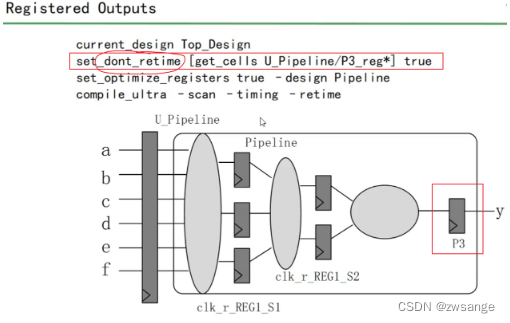 Registered Outputs
current_design Top_Design
set_dont_retime [get_cells U_Pipeline/P3_reg*] true
set_optimize_registers true -design Pipeline
compile_ultra -scan -timing -retime
U_Pipeline
Pipeline
a
b
c
d
e
f
y
P3
clk_r_REG1_S2
clk_r_REG1_S1
CSDN @zwsange